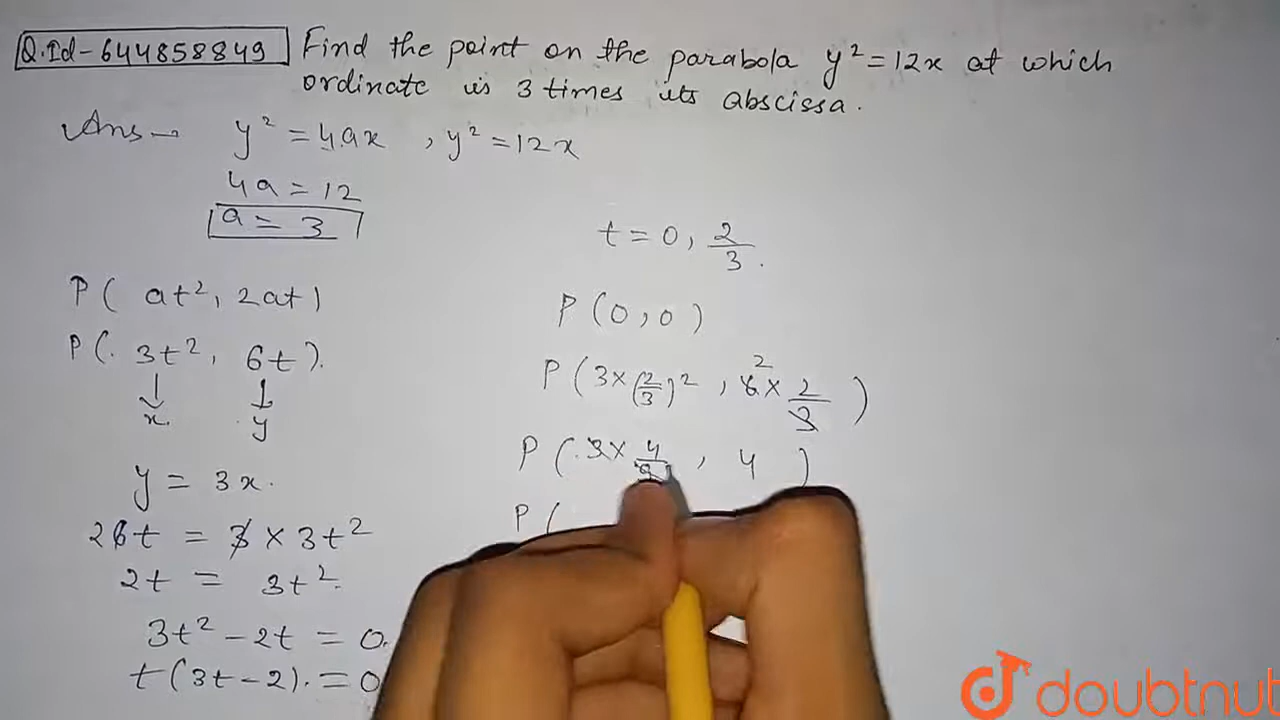 Q.Id-644858849 Find the point on the parabola y² = 12x at which
ordinate is 3 times its abscissa.
Ans → y² = 4ax , y² = 12x
4a = 12
a = 3
P( at², 2at)
P(. 3t², 6t).
↓ ↓
x. y
y = 3x.
26t = 3 × 3t²
2t = 3t².
3t² - 2t = 0.
t(3t-2). = 0
t = 0, 2/3.
P(0,0)
P(3×(2/3)², 6² × 2/3)
P(.3× 4/9, 4)
P(
doubtnut